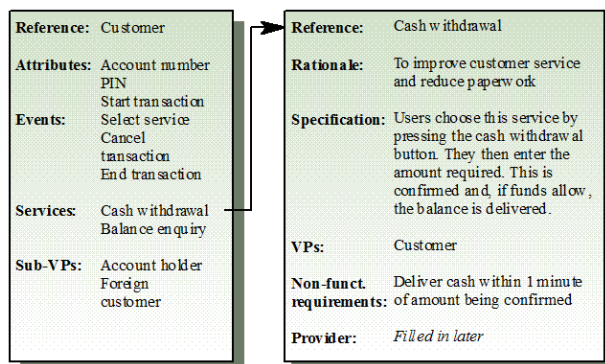 Reference: Customer
Attributes: Account number
PIN
Start transaction
Events: Select service
Cancel
transaction
End transaction
Services: Cash withdrawal
Balance enquiry
Sub-VPs: Account holder
Foreign
customer
Reference: Cash withdrawal
Rationale: To improve customer service
and reduce paperwork
Specification: Users choose this service by
pressing the cash withdrawal
button. They then enter the
amount required. This is
confirmed and, if funds allow,
the balance is delivered.
VPs: Customer
Non-funct. Deliver cash within 1 minute
requirements: of amount being confirmed
Provider: Filled in later